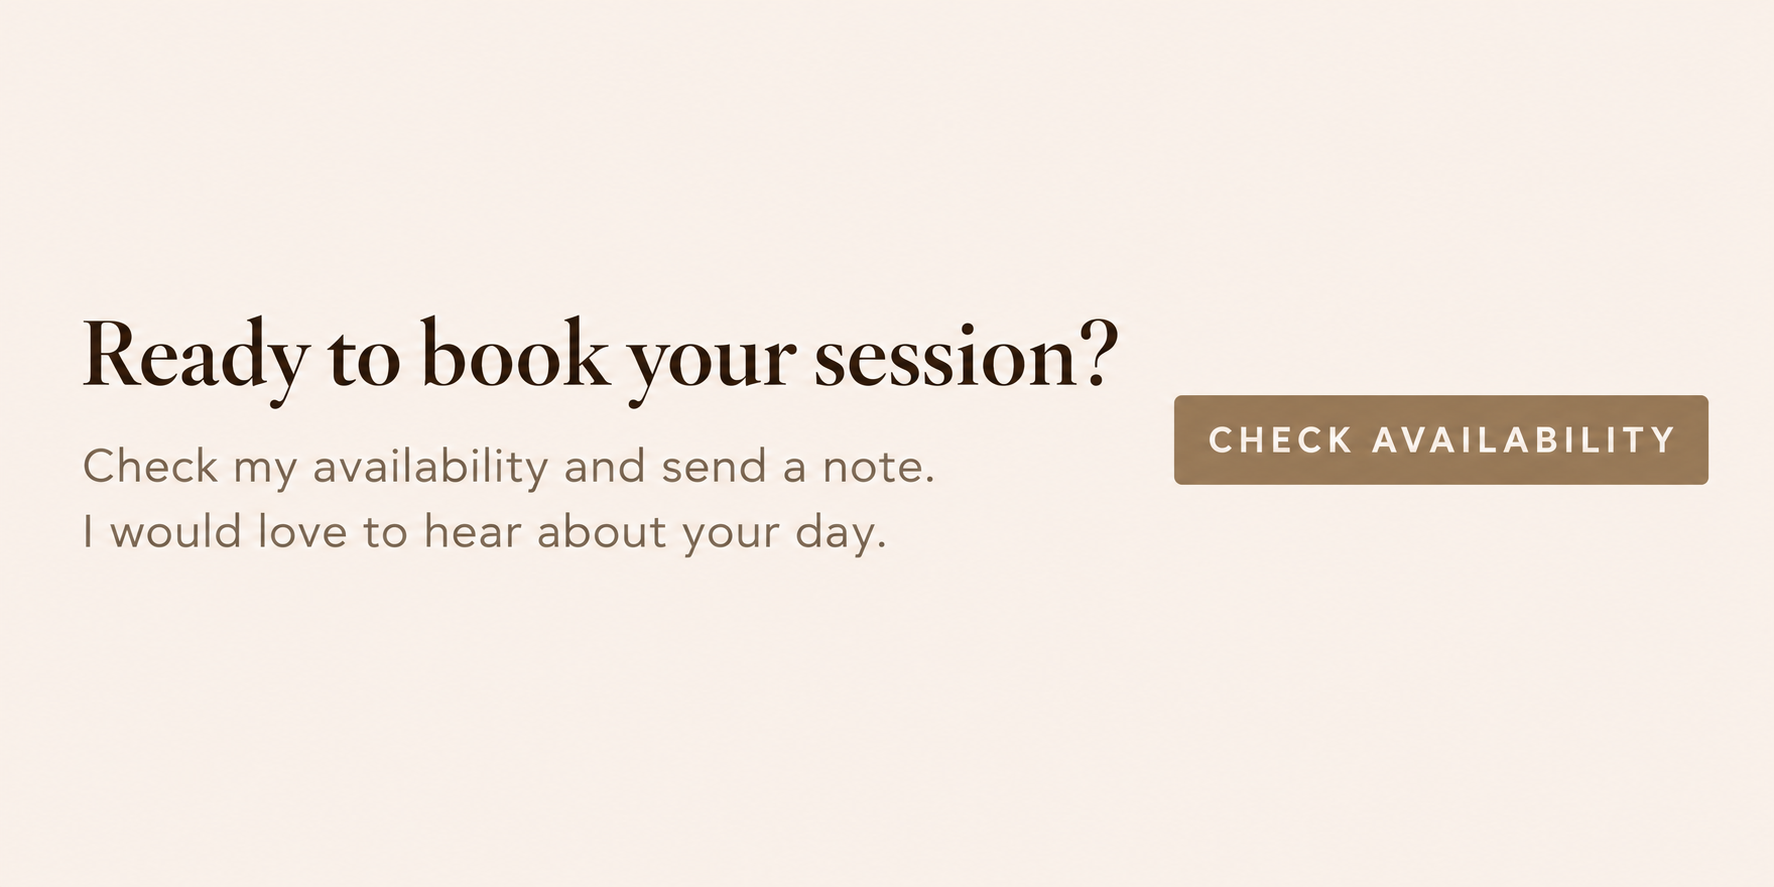 Ready to book your session?
Check my availability and send a note.
I would love to hear about your day.
CHECK AVAILABILITY